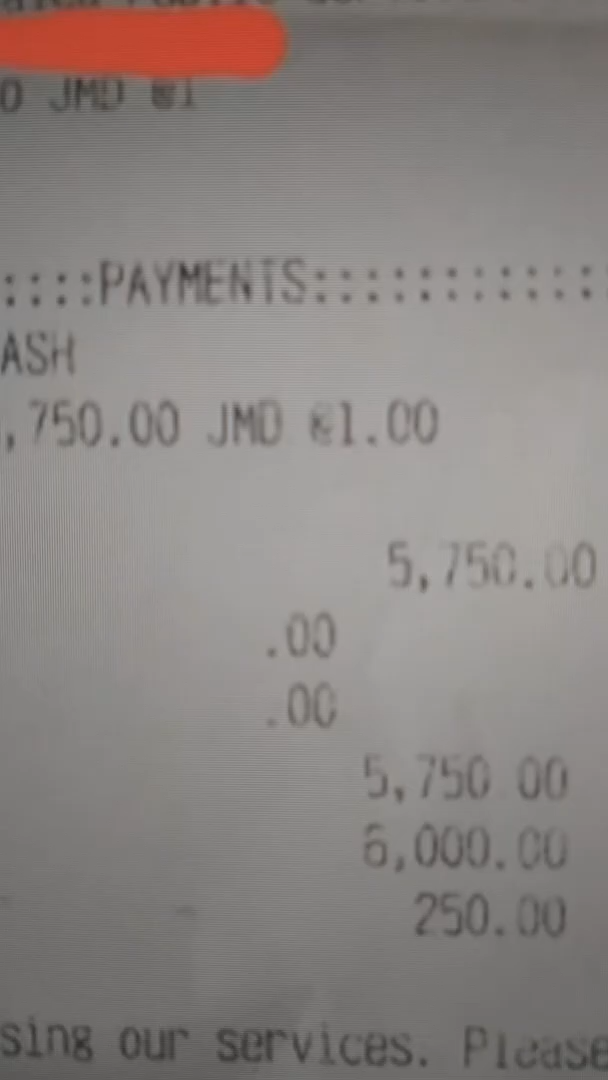 0 JMD @1
::::PAYMENTS::::::::::::
ASH
,750.00 JMD @1.00
5,750.00
.00
.00
5,750 00
6,000.00
250.00
sing our services. Please